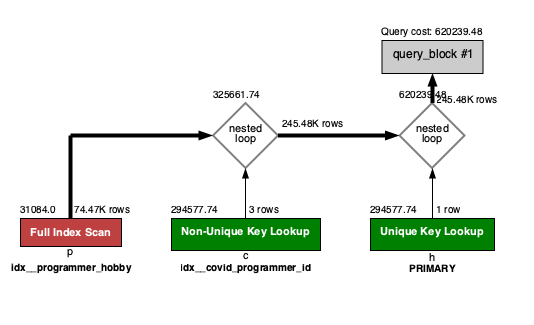 Query cost: 620239.48
query_block #1
325661.74
620239.48
245.48K rows
nested
loop
245.48K rows
nested
loop
31084.0
74.47K rows
294577.74
3 rows
294577.74
1 row
Full Index Scan
Non-Unique Key Lookup
Unique Key Lookup
p
c
h
idx__programmer_hobby
idx__covid_programmer_id
PRIMARY